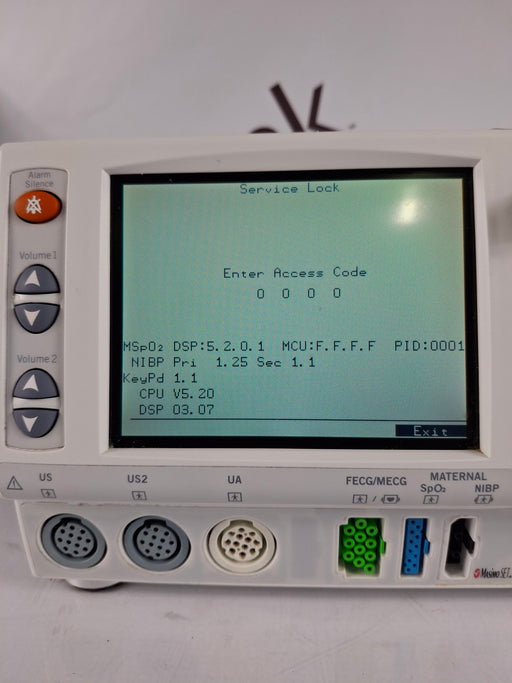 Alarm
Silence
Volume 1
Volume 2
Service Lock
Enter Access Code
0 0 0 0
MSpO₂ DSP:5.2.0.1 MCU:F.F.F.F PID:0001
NIBP Pri 1.25 Sec 1.1
KeyPd 1.1
CPU V5.20
DSP 03.07
Exit
US
US2
UA
FECG/MECG
MATERNAL
SpO₂
NIBP
Masimo SET